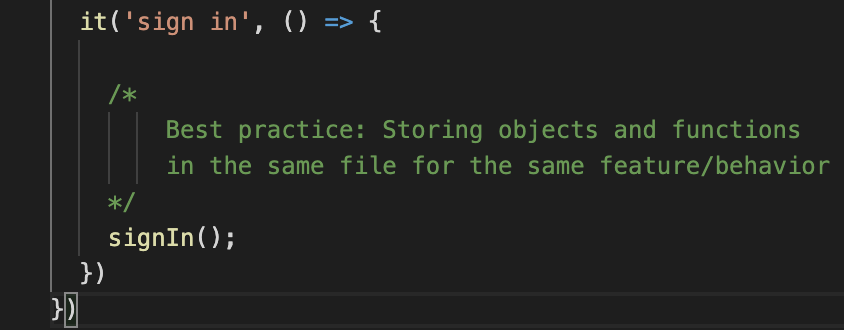 it('sign in', () => {
/*
Best practice: Storing objects and functions
in the same file for the same feature/behavior
*/
signIn();
})
})